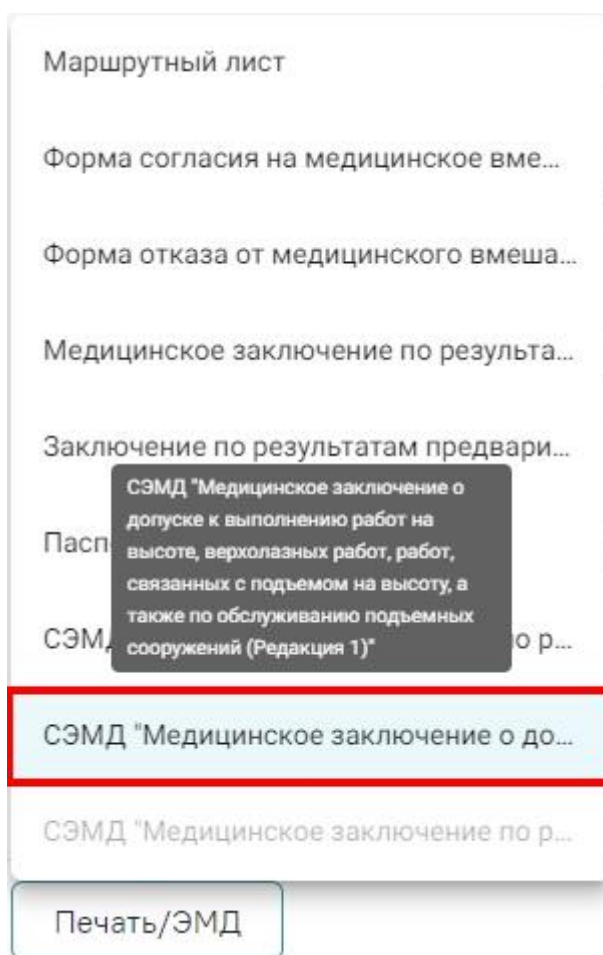 Маршрутный лист
Форма согласия на медицинское вме...
Форма отказа от медицинского вмеша...
Медицинское заключение по результа...
Заключение по результатам предвари...
СЭМД "Медицинское заключение о
допуске к выполнению работ на
высоте, верхолазных работ, работ,
связанных с подъемом на высоту, а
также по обслуживанию подъемных
сооружений (Редакция 1)"
Пасп
СЭМД о р...
СЭМД "Медицинское заключение о до...
СЭМД "Медицинское заключение по р...
Печать/ЭМД